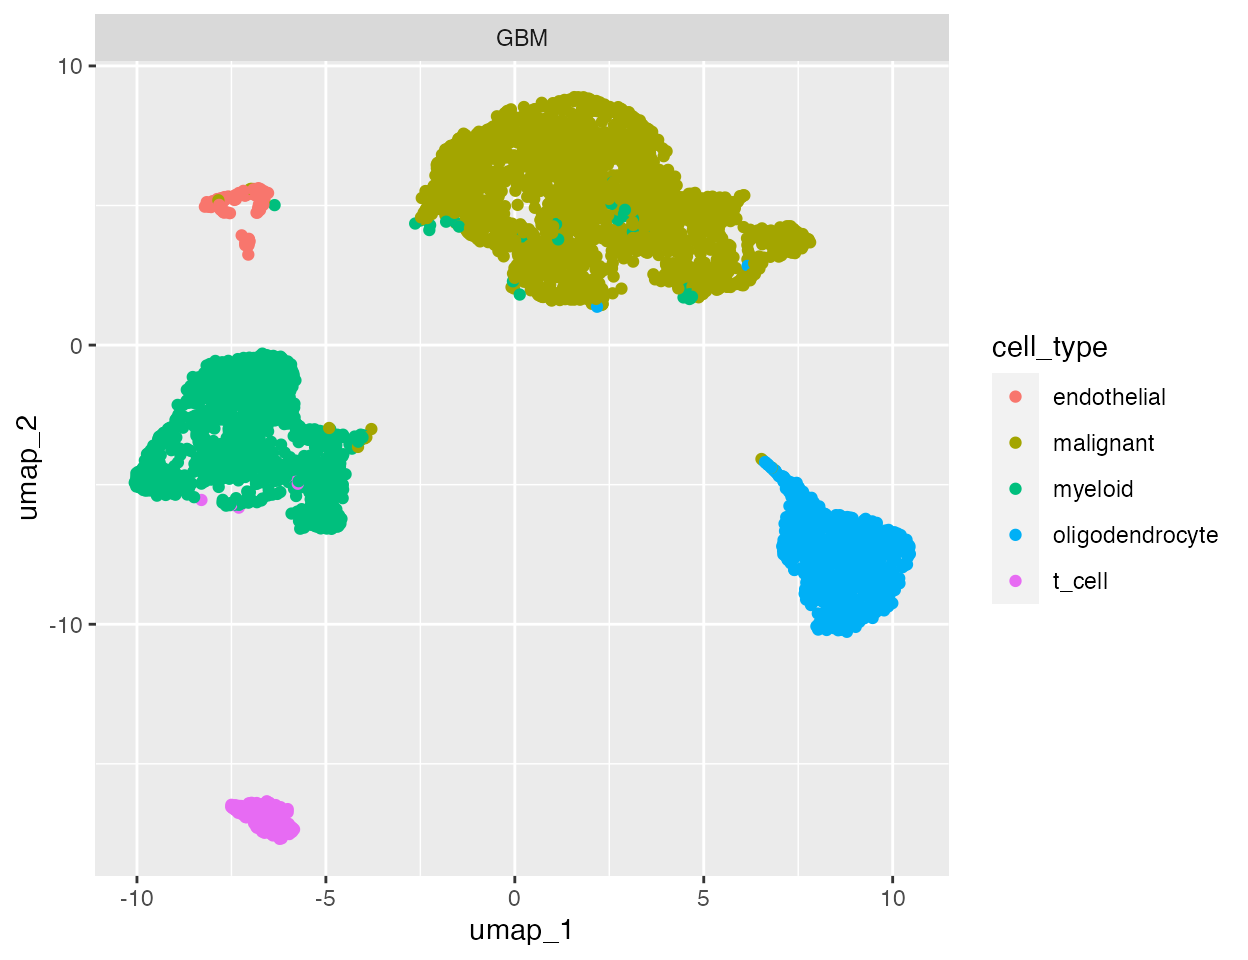 GBM
10
0
-10
umap_2
-10
-5
0
5
10
umap_1
cell_type
endothelial
malignant
myeloid
oligodendrocyte
t_cell